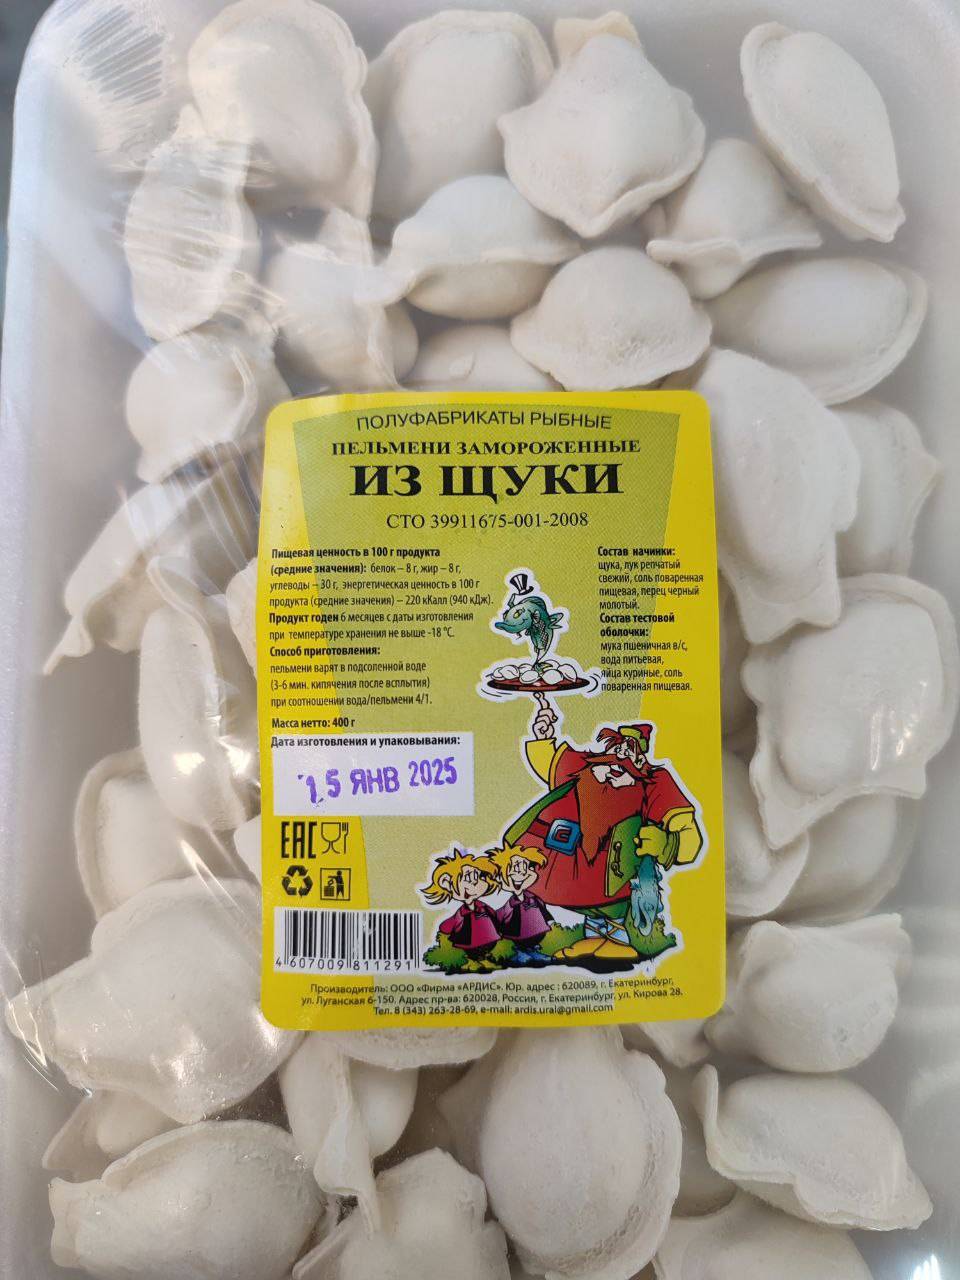 ПОЛУФАБРИКАТЫ РЫБНЫЕ
ПЕЛЬМЕНИ ЗАМОРОЖЕННЫЕ
ИЗ ЩУКИ
СТО 39911675-001-2008
Пищевая ценность в 100 г продукта
(средние значения): белок – 8 г, жир – 8 г,
углеводы – 30 г, энергетическая ценность в 100 г
продукта (средние значения) – 220 кКалл (940 кДж).
Продукт годен 6 месяцев с даты изготовления
при температуре хранения не выше -18 °С.
Способ приготовления:
пельмени варят в подсоленной воде
(3-6 мин. кипячения после всплытия)
при соотношении вода/пельмени 4/1.
Масса нетто: 400 г
Дата изготовления и упаковывания:
15 ЯНВ 2025
Состав начинки:
щука, лук репчатый
свежий, соль поваренная
пищевая, перец черный
молотый.
Состав тестовой
оболочки:
мука пшеничная в/с,
вода питьевая,
яйца куриные, соль
поваренная пищевая.
EAC
4 607009 811291
Производитель: ООО «Фирма «АРДИС». Юр. адрес : 620089, г. Екатеринбург,
ул. Луганская 6-150. Адрес пр-ва: 620028, Россия, г. Екатеринбург, ул. Кирова 28.
Тел. 8 (343) 263-28-69, e-mail: ardis.ural@gmail.com